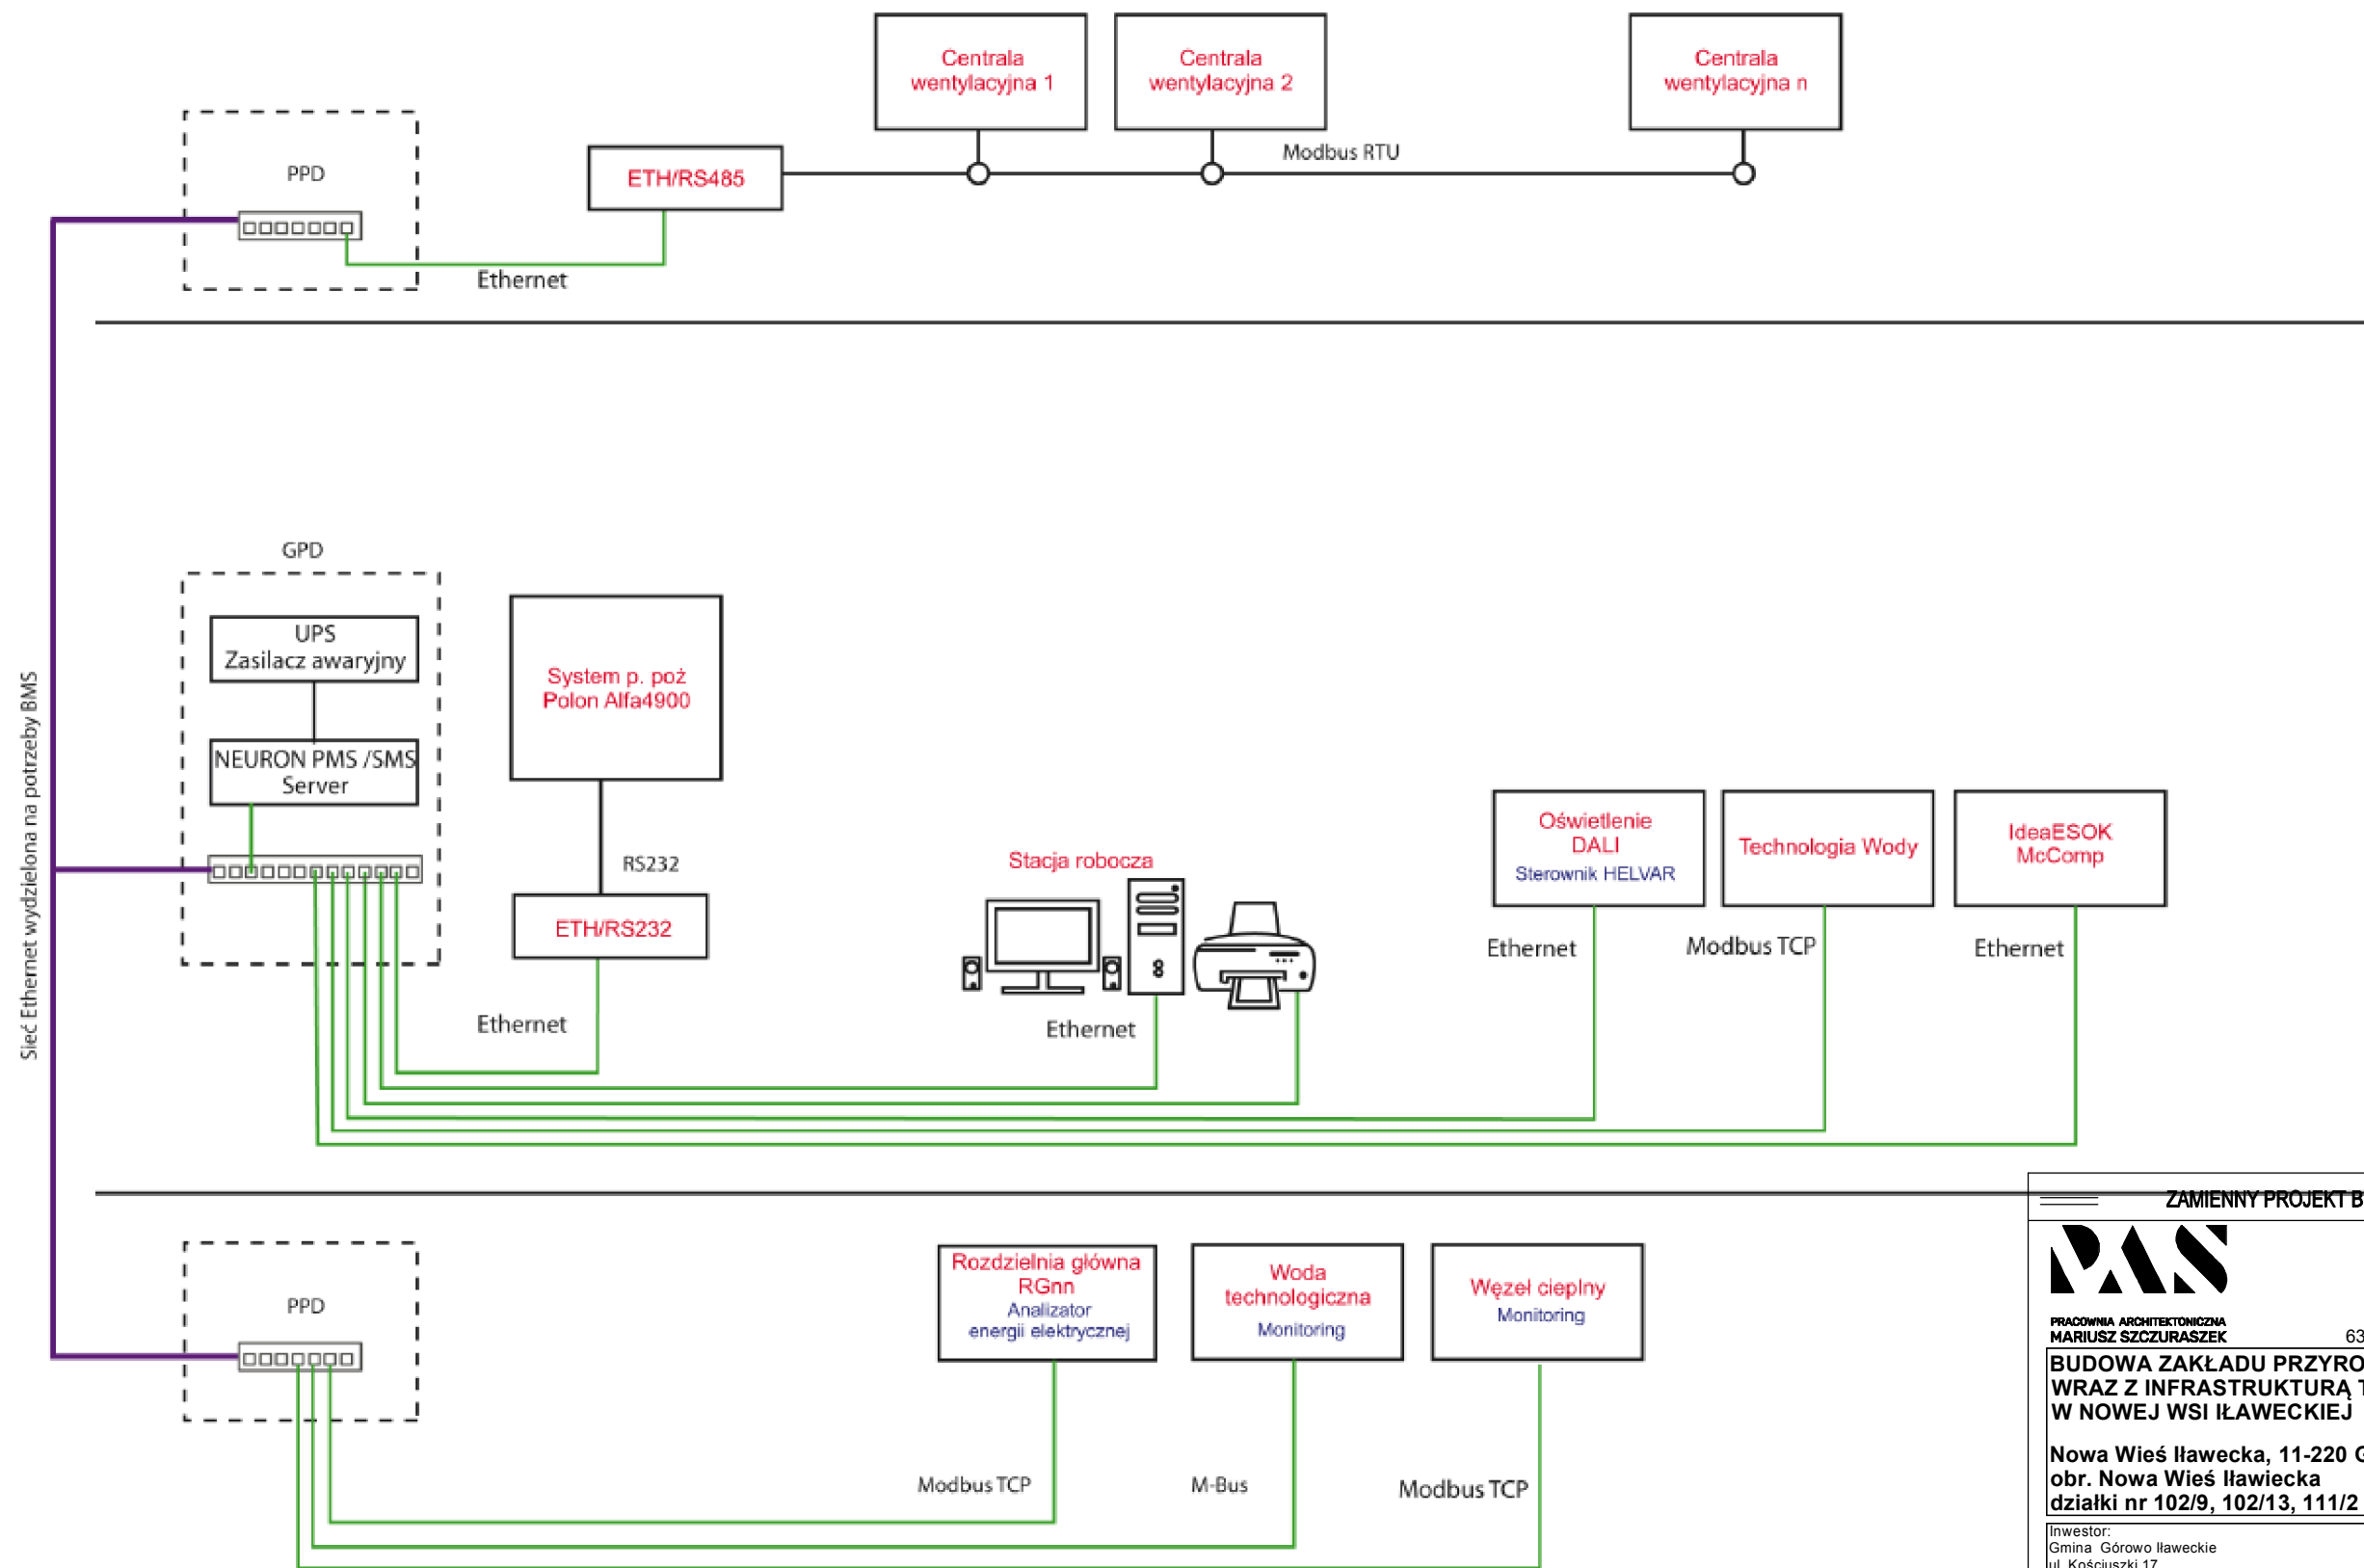 Centrala
wentylacyjna 1
Centrala
wentylacyjna 2
Centrala
wentylacyjna n
Modbus RTU
PPD
ETH/RS485
Ethernet
Sieć Ethernet wydzielona na potrzeby BMS
GPD
UPS
Zasilacz awaryjny
NEURON PMS /SMS
Server
System p. poż
Polon Alfa4900
RS232
ETH/RS232
Ethernet
Stacja robocza
Ethernet
Oświetlenie
DALI
Sterownik HELVAR
Ethernet
Technologia Wody
Modbus TCP
IdeaESOK
McComp
Ethernet
PPD
Rozdzielnia główna
RGnn
Analizator
energii elektrycznej
Modbus TCP
Woda
technologiczna
Monitoring
M-Bus
Węzeł cieplny
Monitoring
Modbus TCP
ZAMIENNY PROJEKT B
PAS
PRACOWNIA ARCHITEKTONICZNA
MARIUSZ SZCZURASZEK 63
BUDOWA ZAKŁADU PRZYRO
WRAZ Z INFRASTRUKTURĄ T
W NOWEJ WSI IŁAWECKIEJ
Nowa Wieś Iławecka, 11-220 G
obr. Nowa Wieś Iławiecka
działki nr 102/9, 102/13, 111/2
Inwestor:
Gmina Górowo Iławeckie
ul. Kościuszki 17